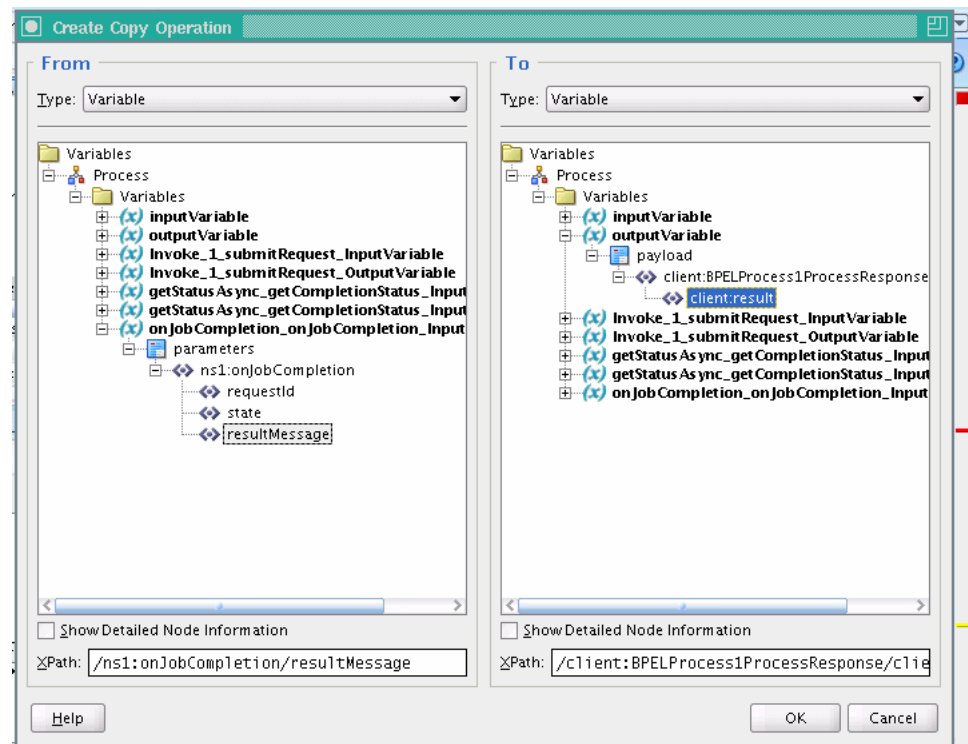 Create Copy Operation
From
Type: Variable
Variables
Process
Variables
inputVariable
outputVariable
Invoke_1_submitRequest_InputVariable
Invoke_1_submitRequest_OutputVariable
getStatusAsync_getCompletionStatus_Input
getStatusAsync_getCompletionStatus_Input
onJobCompletion_onJobCompletion_Input
parameters
ns1:onJobCompletion
requestId
state
resultMessage
Show Detailed Node Information
XPath: /ns1:onJobCompletion/resultMessage
To
Type: Variable
Variables
Process
Variables
inputVariable
outputVariable
payload
client:BPELProcess1ProcessResponse
client:result
Invoke_1_submitRequest_InputVariable
Invoke_1_submitRequest_OutputVariable
getStatusAsync_getCompletionStatus_Input
getStatusAsync_getCompletionStatus_Input
onJobCompletion_onJobCompletion_Input
Show Detailed Node Information
XPath: /client:BPELProcess1ProcessResponse/clie
Help
OK
Cancel